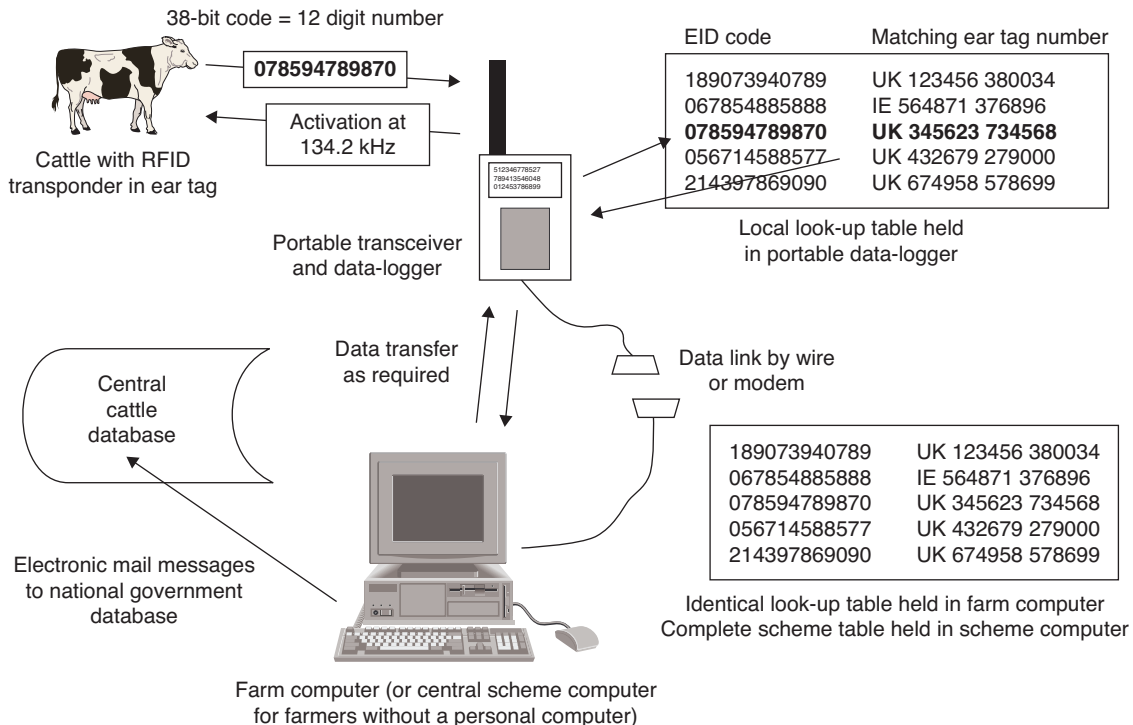 38-bit code = 12 digit number
078594789870
Activation at
134.2 kHz
Cattle with RFID
transponder in ear tag
512346778527
789413546048
012453786899
Portable transceiver
and data-logger
EID code Matching ear tag number
189073940789 UK 123456 380034
067854885888 IE 564871 376896
078594789870 UK 345623 734568
056714588577 UK 432679 279000
214397869090 UK 674958 578699
Local look-up table held
in portable data-logger
Data transfer
as required
Data link by wire
or modem
Central
cattle
database
189073940789 UK 123456 380034
067854885888 IE 564871 376896
078594789870 UK 345623 734568
056714588577 UK 432679 279000
214397869090 UK 674958 578699
Identical look-up table held in farm computer
Complete scheme table held in scheme computer
Electronic mail messages
to national government
database
Farm computer (or central scheme computer
for farmers without a personal computer)